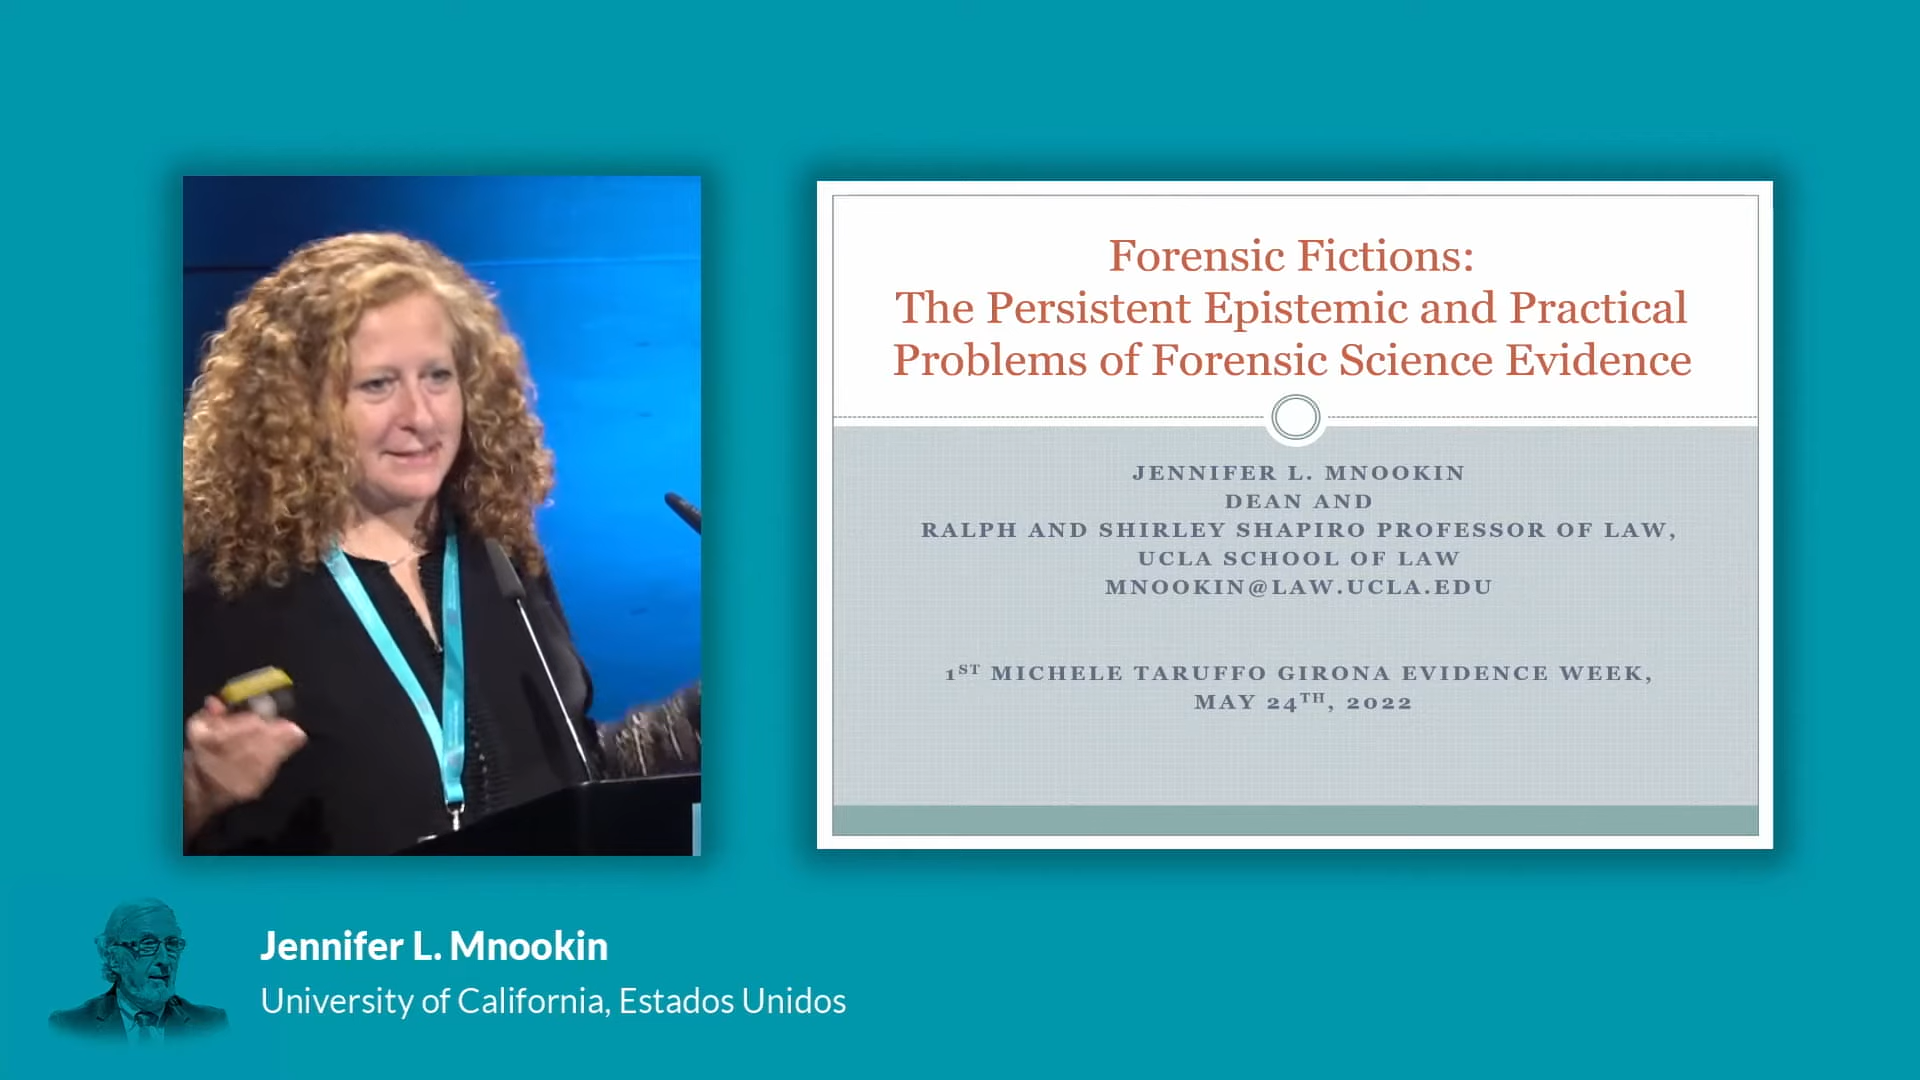 Forensic Fictions:
The Persistent Epistemic and Practical
Problems of Forensic Science Evidence
JENNIFER L. MNOOKIN
DEAN AND
RALPH AND SHIRLEY SHAPIRO PROFESSOR OF LAW,
UCLA SCHOOL OF LAW
MNOOKIN@LAW.UCLA.EDU
1ST MICHELE TARUFFO GIRONA EVIDENCE WEEK,
MAY 24TH, 2022
Jennifer L. Mnookin
University of California, Estados Unidos